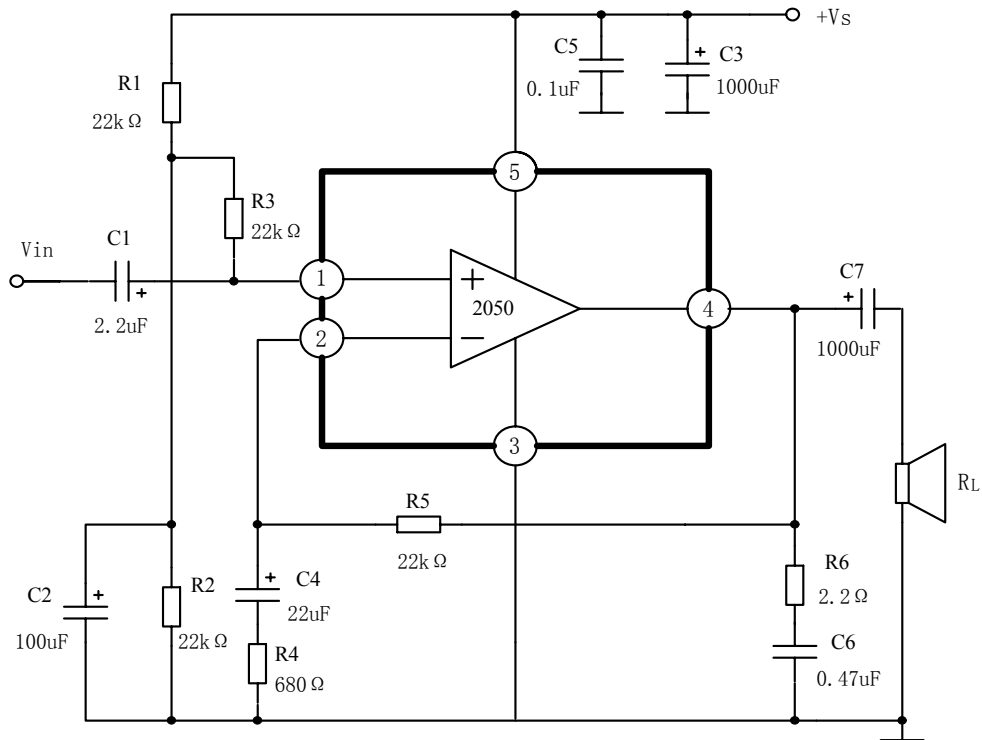 +Vs
C5
0.1uF
C3
1000uF
R1
22kΩ
5
R3
22kΩ
Vin
C1
2.2uF
1
2
+
2050
−
4
C7
1000uF
3
RL
R5
22kΩ
C2
100uF
R2
22kΩ
C4
22uF
R4
680Ω
R6
2.2Ω
C6
0.47uF